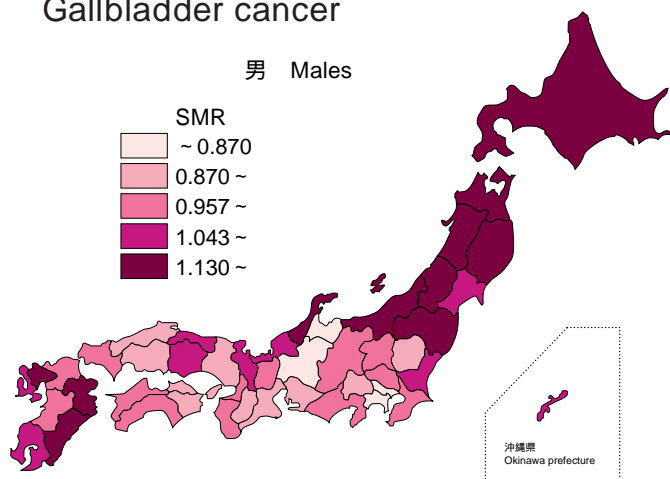 Gallbladder cancer
男 Males
SMR
~ 0.870
0.870 ~
0.957 ~
1.043 ~
1.130 ~
沖縄県
Okinawa prefecture